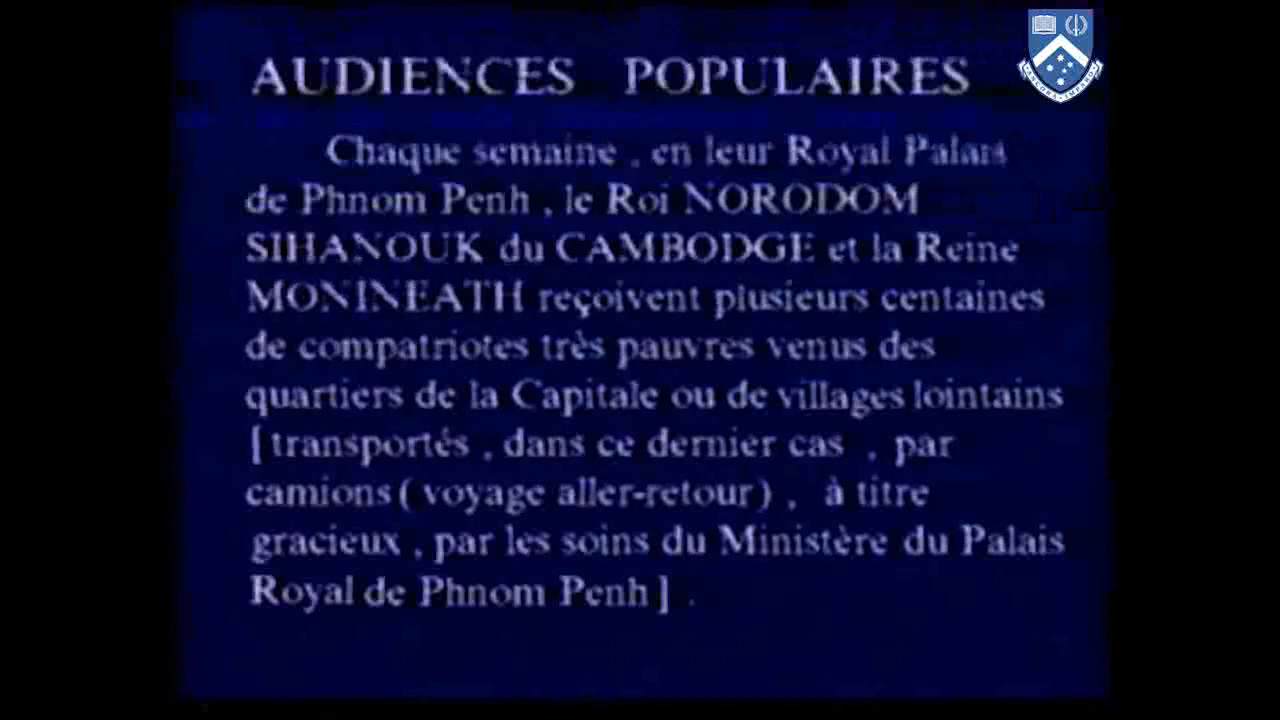 AUDIENCES POPULAIRES
Chaque semaine , en leur Royal Palais
de Phnom Penh , le Roi NORODOM
SIHANOUK du CAMBODGE et la Reine
MONINEATH reçoivent plusieurs centaines
de compatriotes très pauvres venus des
quartiers de la Capitale ou de villages lointains
[ transportés , dans ce dernier cas , par
camions ( voyage aller-retour ) , à titre
gracieux , par les soins du Ministère du Palais
Royal de Phnom Penh ] .